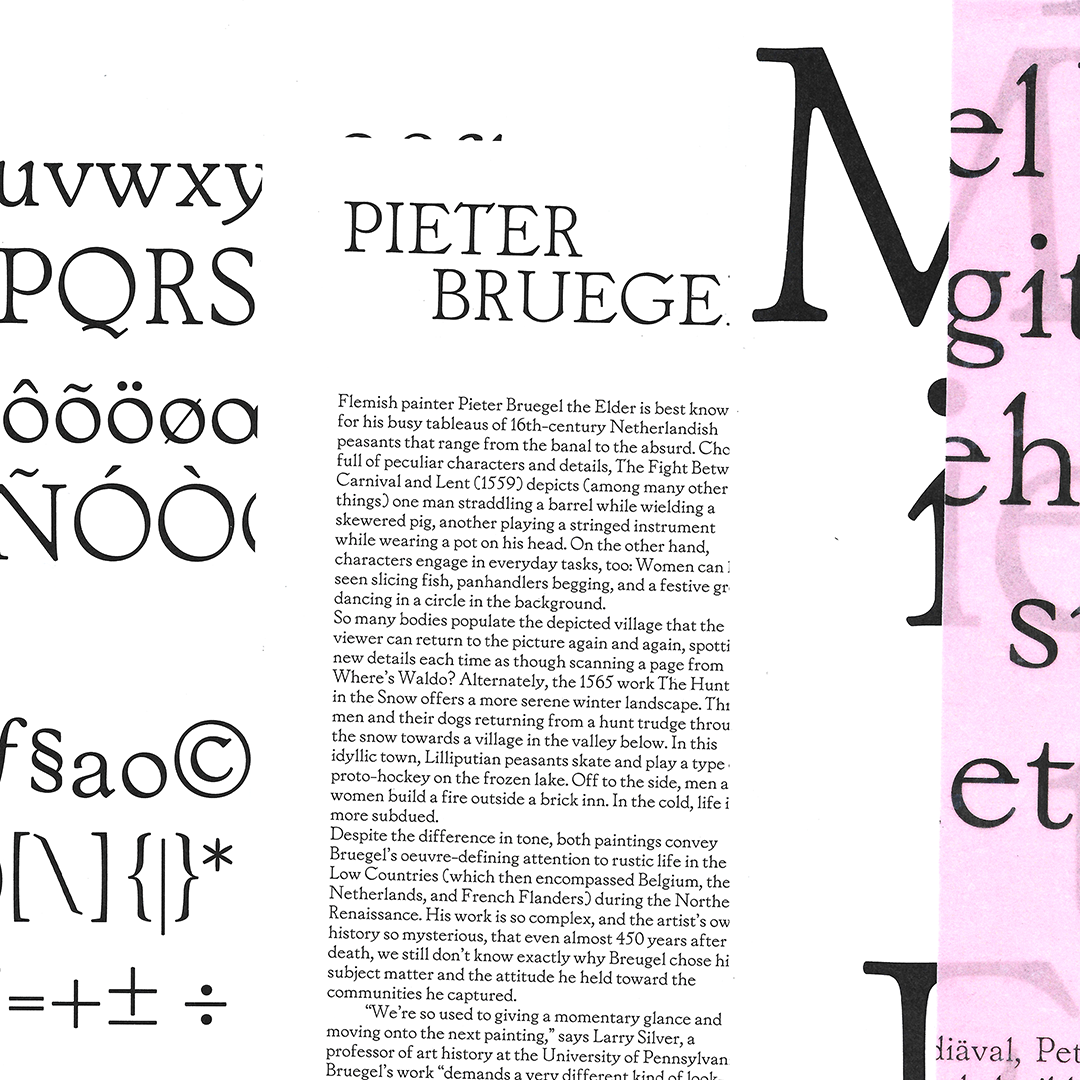 uvwxy
PQRS
ôõöøœ
ÑÓÒ
f§ao©
[\]{|}*
=+± ÷
PIETER
BRUEGE
Flemish painter Pieter Bruegel the Elder is best know
for his busy tableaus of 16th-century Netherlandish
peasants that range from the banal to the absurd. Cho
full of peculiar characters and details, The Fight Betw
Carnival and Lent (1559) depicts (among many other
things) one man straddling a barrel while wielding a
skewered pig, another playing a stringed instrument
while wearing a pot on his head. On the other hand,
characters engage in everyday tasks, too: Women can
seen slicing fish, panhandlers begging, and a festive gr
dancing in a circle in the background.
So many bodies populate the depicted village that the
viewer can return to the picture again and again, spotti
new details each time as though scanning a page from
Where's Waldo? Alternately, the 1565 work The Hunt
in the Snow offers a more serene winter landscape. Thr
men and their dogs returning from a hunt trudge throu
the snow towards a village in the valley below. In this
idyllic town, Lilliputian peasants skate and play a type
proto-hockey on the frozen lake. Off to the side, men a
women build a fire outside a brick inn. In the cold, life i
more subdued.
Despite the difference in tone, both paintings convey
Bruegel's oeuvre-defining attention to rustic life in the
Low Countries (which then encompassed Belgium, the
Netherlands, and French Flanders) during the Northe
Renaissance. His work is so complex, and the artist's ow
history so mysterious, that even almost 450 years after
death, we still don't know exactly why Breugel chose hi
subject matter and the attitude he held toward the
communities he captured.
"We're so used to giving a momentary glance and
moving onto the next painting," says Larry Silver, a
professor of art history at the University of Pennsylvan
Bruegel's work "demands a very different kind of look-
M
el
git
eh
i
et
diäval, Pet